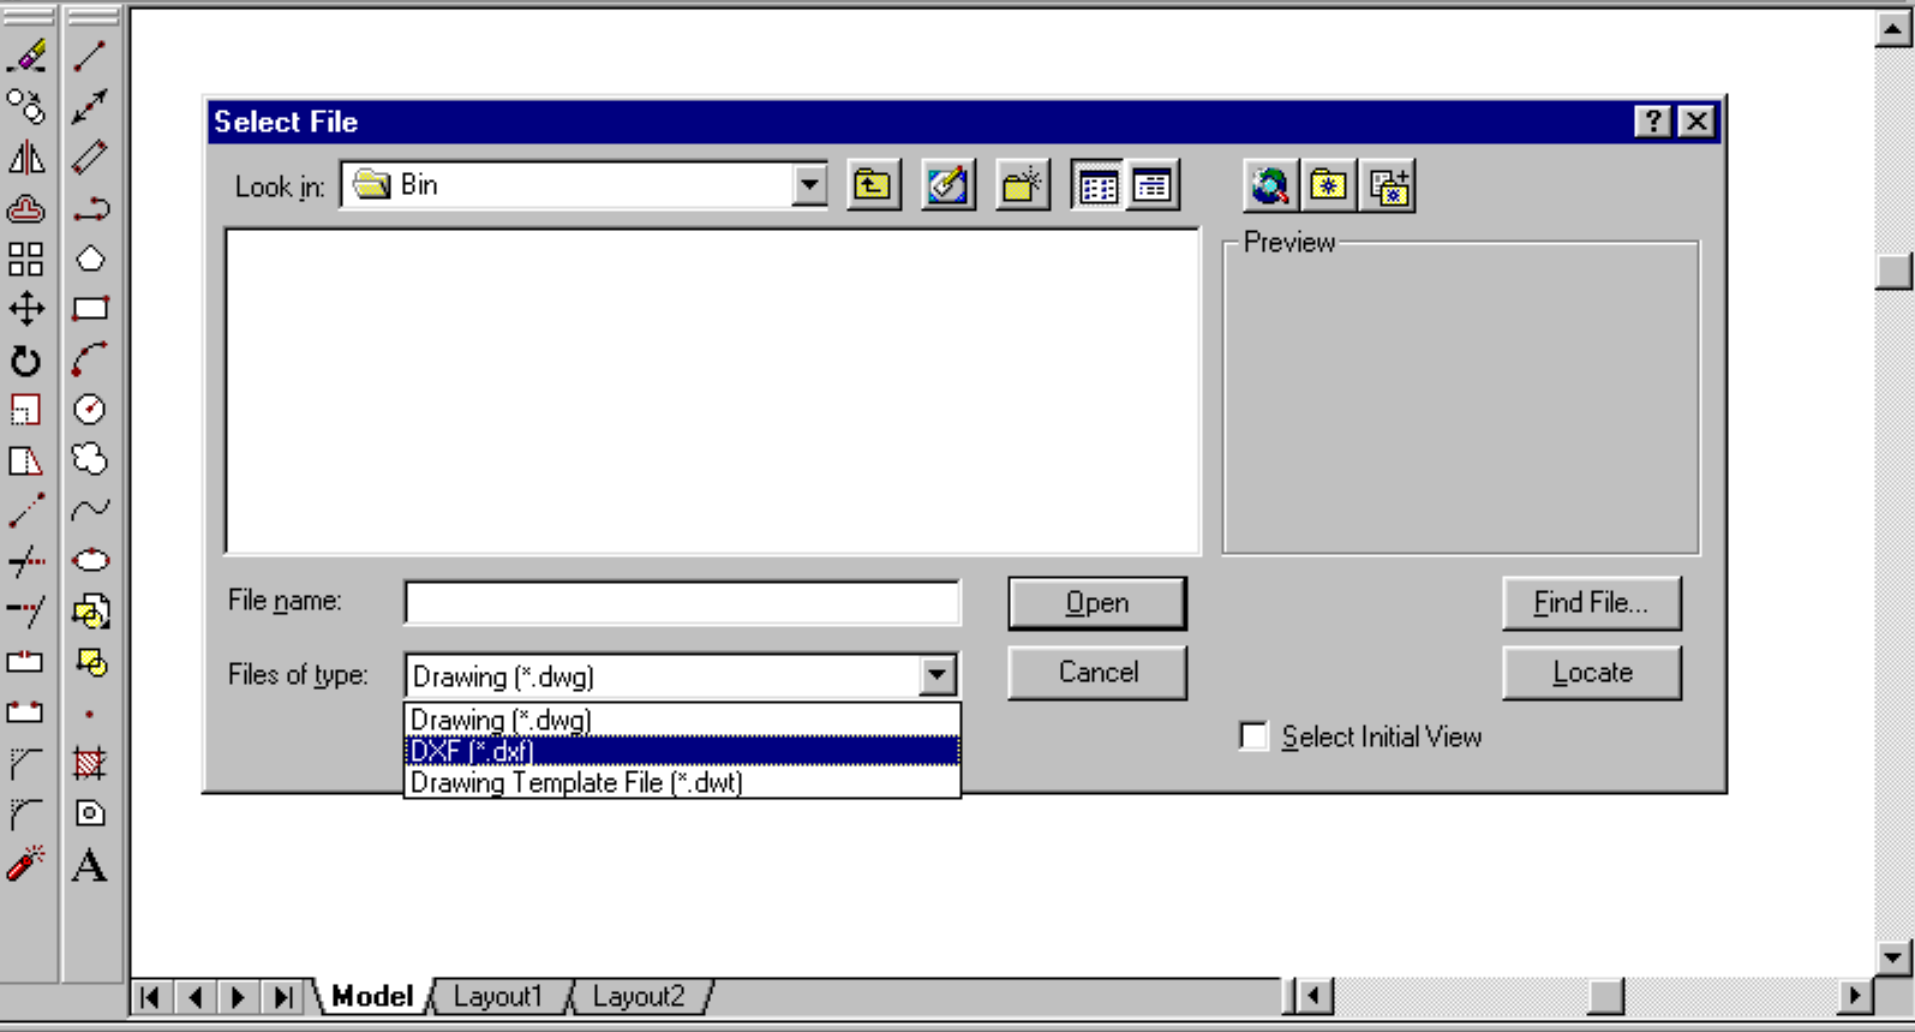 Select File
Look in: Bin
Preview
File name:
Open
Find File...
Files of type: Drawing (*.dwg)
Cancel
Locate
Drawing (*.dwg)
DXF (*.dxf)
Drawing Template File (*.dwt)
Select Initial View
A
Model Layout1 Layout2